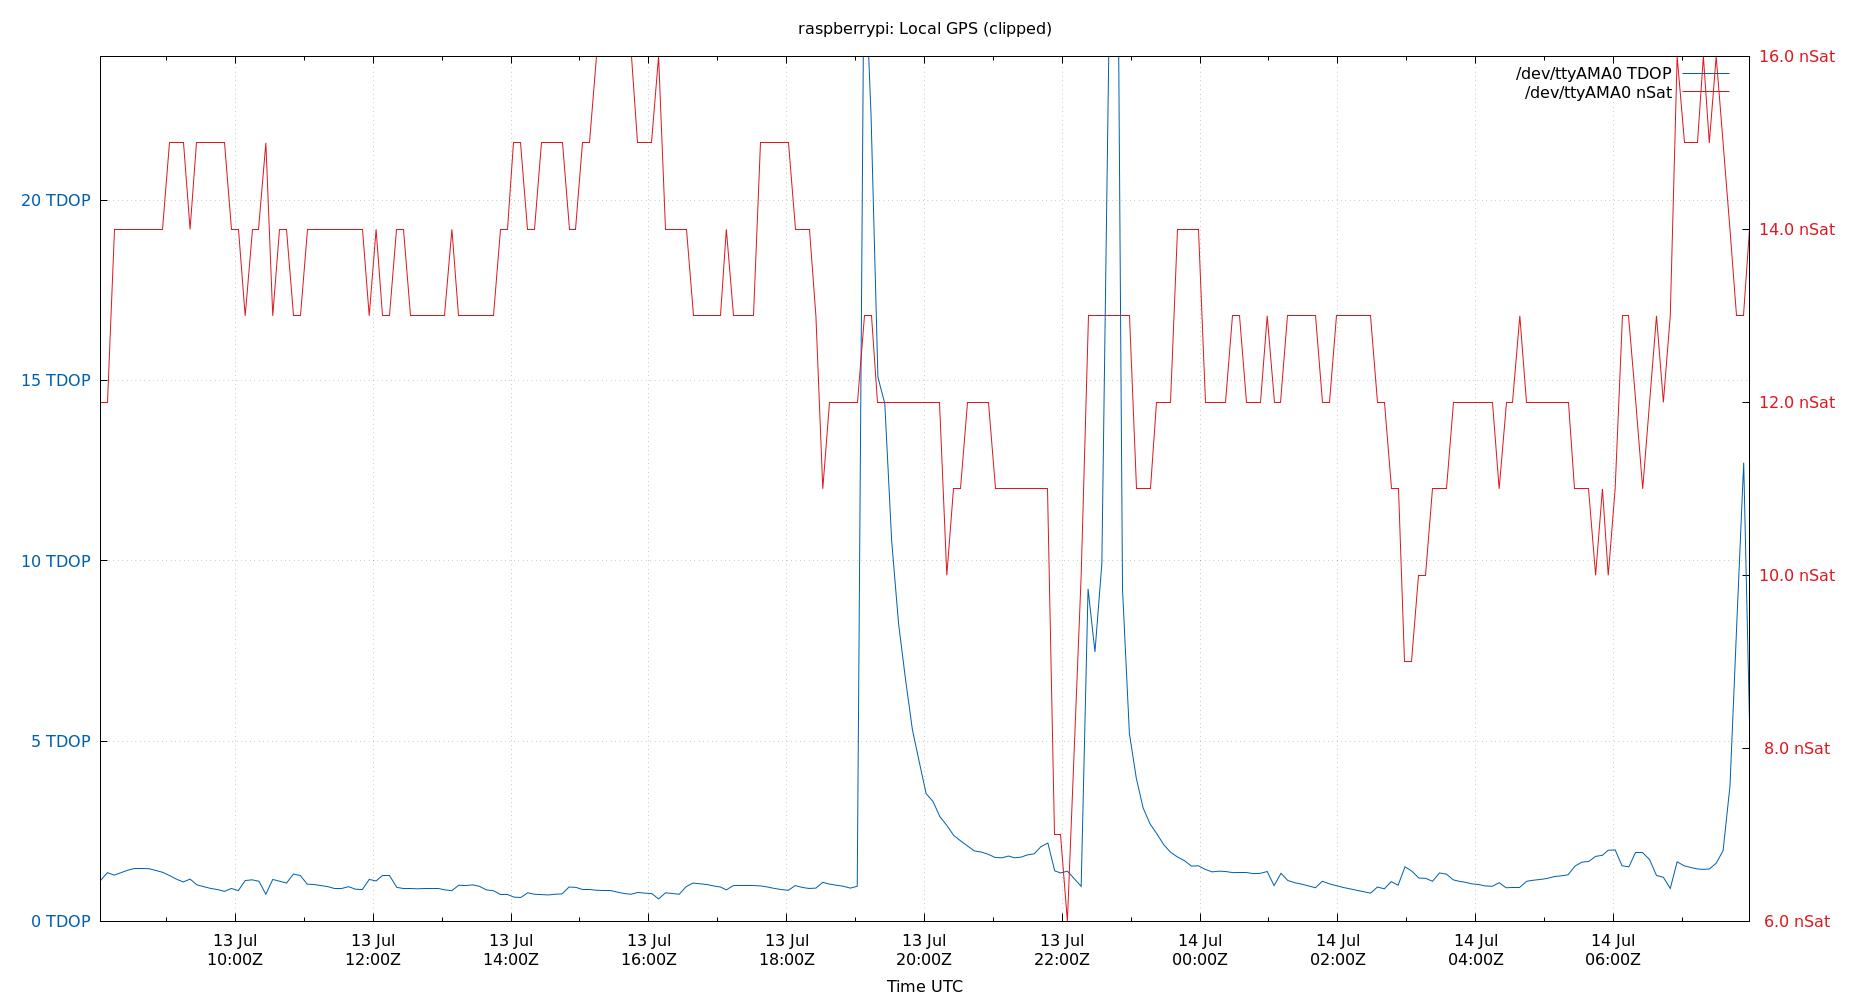 raspberrypi: Local GPS (clipped)
/dev/ttyAMA0 TDOP
/dev/ttyAMA0 nSat
20 TDOP
15 TDOP
10 TDOP
5 TDOP
0 TDOP
16.0 nSat
14.0 nSat
12.0 nSat
10.0 nSat
8.0 nSat
6.0 nSat
13 Jul 13 Jul 13 Jul 13 Jul 13 Jul 13 Jul 13 Jul 14 Jul 14 Jul 14 Jul 14 Jul
10:00Z 12:00Z 14:00Z 16:00Z 18:00Z 20:00Z 22:00Z 00:00Z 02:00Z 04:00Z 06:00Z
Time UTC